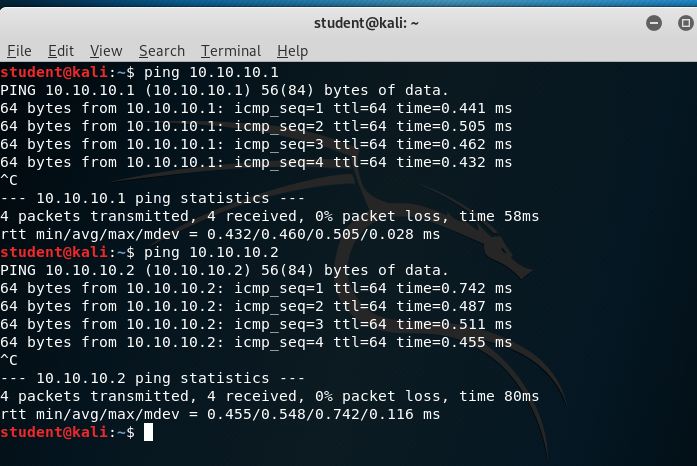 student@kali: ~
File Edit View Search Terminal Help
student@kali:~$ ping 10.10.10.1
PING 10.10.10.1 (10.10.10.1) 56(84) bytes of data.
64 bytes from 10.10.10.1: icmp_seq=1 ttl=64 time=0.441 ms
64 bytes from 10.10.10.1: icmp_seq=2 ttl=64 time=0.505 ms
64 bytes from 10.10.10.1: icmp_seq=3 ttl=64 time=0.462 ms
64 bytes from 10.10.10.1: icmp_seq=4 ttl=64 time=0.432 ms
^C
--- 10.10.10.1 ping statistics ---
4 packets transmitted, 4 received, 0% packet loss, time 58ms
rtt min/avg/max/mdev = 0.432/0.460/0.505/0.028 ms
student@kali:~$ ping 10.10.10.2
PING 10.10.10.2 (10.10.10.2) 56(84) bytes of data.
64 bytes from 10.10.10.2: icmp_seq=1 ttl=64 time=0.742 ms
64 bytes from 10.10.10.2: icmp_seq=2 ttl=64 time=0.487 ms
64 bytes from 10.10.10.2: icmp_seq=3 ttl=64 time=0.511 ms
64 bytes from 10.10.10.2: icmp_seq=4 ttl=64 time=0.455 ms
^C
--- 10.10.10.2 ping statistics ---
4 packets transmitted, 4 received, 0% packet loss, time 80ms
rtt min/avg/max/mdev = 0.455/0.548/0.742/0.116 ms
student@kali:~$